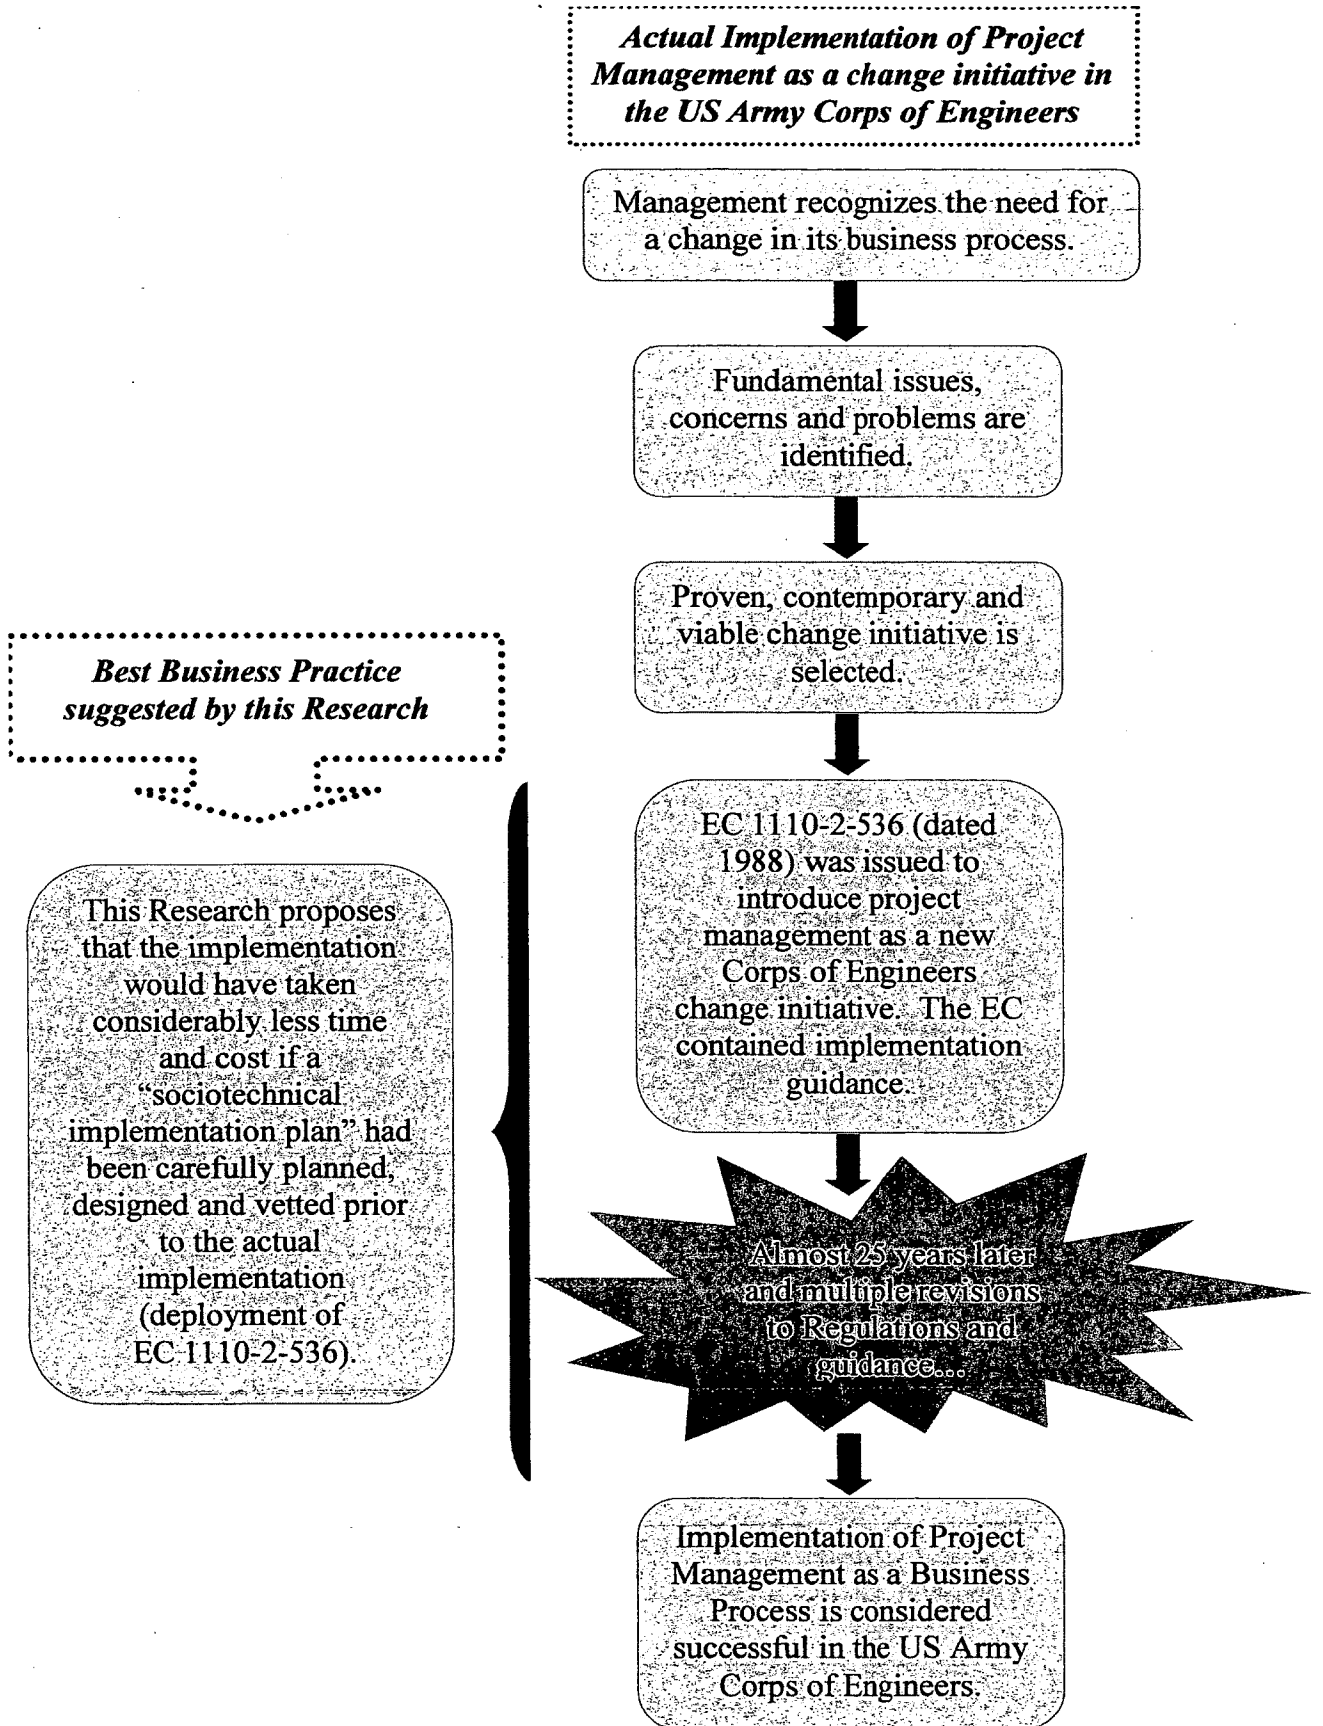 Actual Implementation of Project
Management as a change initiative in
the US Army Corps of Engineers
Management recognizes the need for
a change in its business process.
Fundamental issues,
concerns and problems are
identified.
Proven, contemporary and
viable change initiative is
selected.
Best Business Practice
suggested by this Research
EC 1110-2-536 (dated
1988) was issued to
introduce project
management as a new
Corps of Engineers
change initiative. The EC
contained implementation
guidance.
This Research proposes
that the implementation
would have taken
considerably less time
and cost if a
“sociotechnical
implementation plan” had
been carefully planned,
designed and vetted prior
to the actual
implementation
(deployment of
EC 1110-2-536).
Almost 25 years later
and multiple revisions
to Regulations and
guidance...
Implementation of Project
Management as a Business
Process is considered
successful in the US Army
Corps of Engineers.